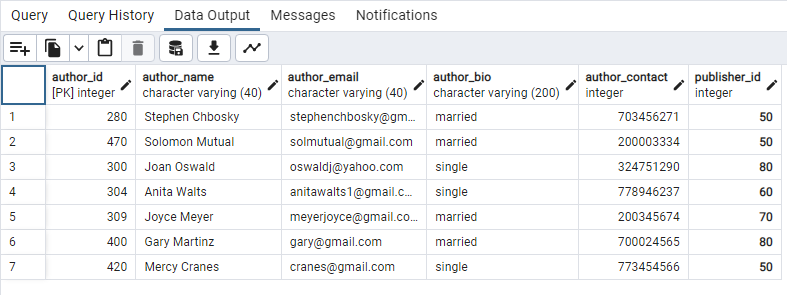 Query Query History Data Output Messages Notifications
author_id author_name author_email author_bio author_contact publisher_id
[PK] integer character varying (40) character varying (40) character varying (200) integer integer
1 280 Stephen Chbosky stephenchbosky@gm... married 703456271 50
2 470 Solomon Mutual solmutual@gmail.com married 200003334 50
3 300 Joan Oswald oswaldj@yahoo.com single 324751290 80
4 304 Anita Walts anitawalts1@gmail.c... single 778946237 60
5 309 Joyce Meyer meyerjoyce@gmail.co... married 200345674 70
6 400 Gary Martinz gary@gmail.com married 700024565 80
7 420 Mercy Cranes cranes@gmail.com single 773454566 50